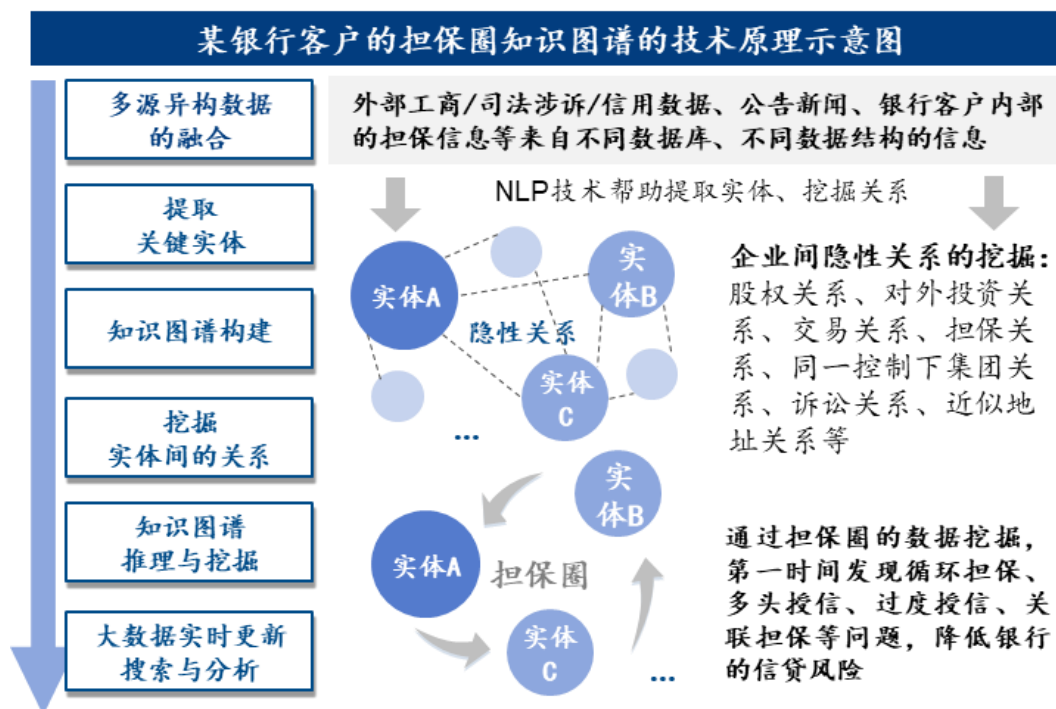 某银行客户的担保圈知识图谱的技术原理示意图
多源异构数据
的融合
外部工商/司法涉诉/信用数据、公告新闻、银行客户内部
的担保信息等来自不同数据库、不同数据结构的信息
提取
关键实体
知识图谱构建
挖掘
实体间的关系
知识图谱
推理与挖掘
大数据实时更新
搜索与分析
NLP技术帮助提取实体、挖掘关系
实体A
实
体B
隐性关系
实体
C
...
企业间隐性关系的挖掘：
股权关系、对外投资关
系、交易关系、担保关
系、同一控制下集团关
系、诉讼关系、近似地
址关系等
实
体B
实体A
担保圈
实体
C
...
通过担保圈的数据挖掘，
第一时间发现循环担保、
多头授信、过度授信、关
联担保等问题，降低银行
的信贷风险